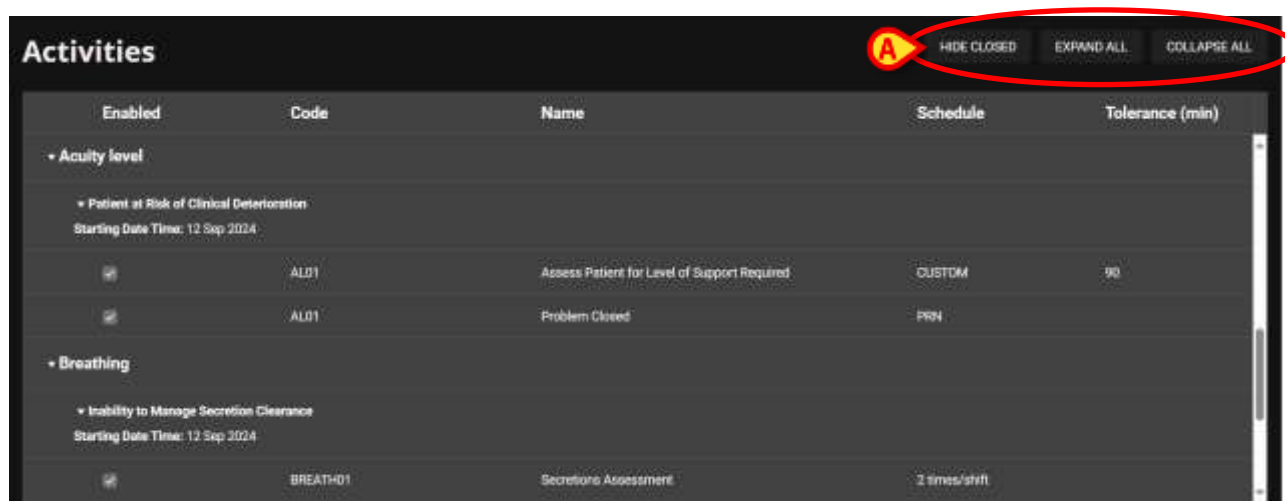 Activities A HIDE CLOSED EXPAND ALL COLLAPSE ALL
Enabled Code Name Schedule Tolerance (min)
Acuity level
Patient at Risk of Clinical Deterioration
Starting Date Time: 12 Sep 2024
AL01 Assess Patient for Level of Support Required CUSTOM 90
AL01 Problem Closed PRN
Breathing
Inability to Manage Secretion Clearance
Starting Date Time: 12 Sep 2024
BREATH01 Secretions Assessment 2 times/shift